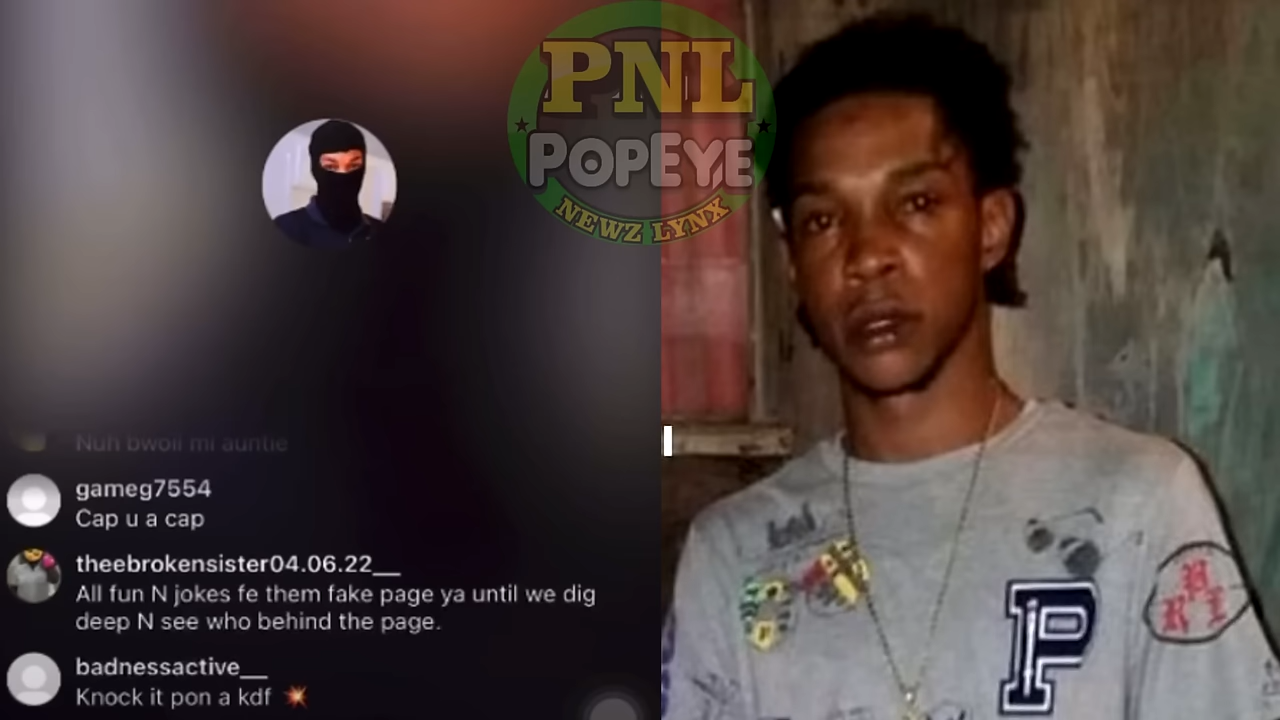 PNL
POPEYE
NEWZ LYNX
Nuh bwoii mi auntie
gameg7554
Cap u a cap
theebrokensister04.06.22__
All fun N jokes fe them fake page ya until we dig
deep N see who behind the page.
badnessactive__
Knock it pon a kdf 💥
P